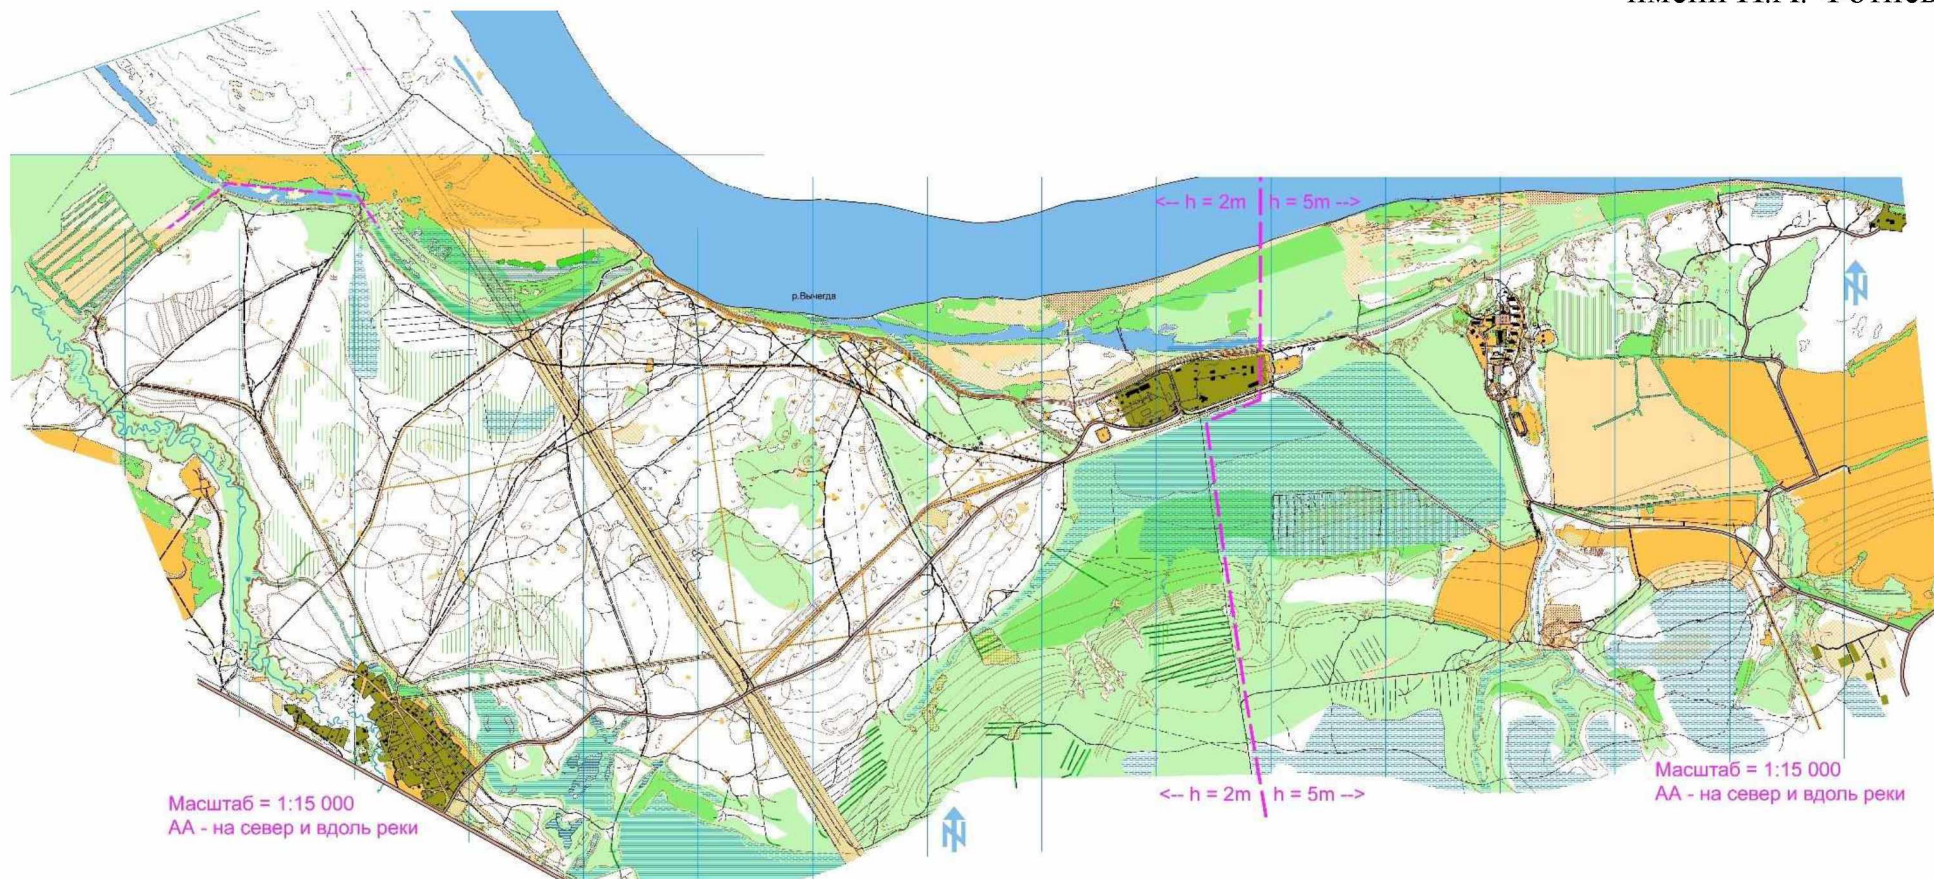 имени
<-- h = 2m h = 5m -->
р.Вычегда
Масштаб = 1:15 000
АА - на север и вдоль реки
<-- h = 2m h = 5m -->
Масштаб = 1:15 000
АА - на север и вдоль реки
N
N